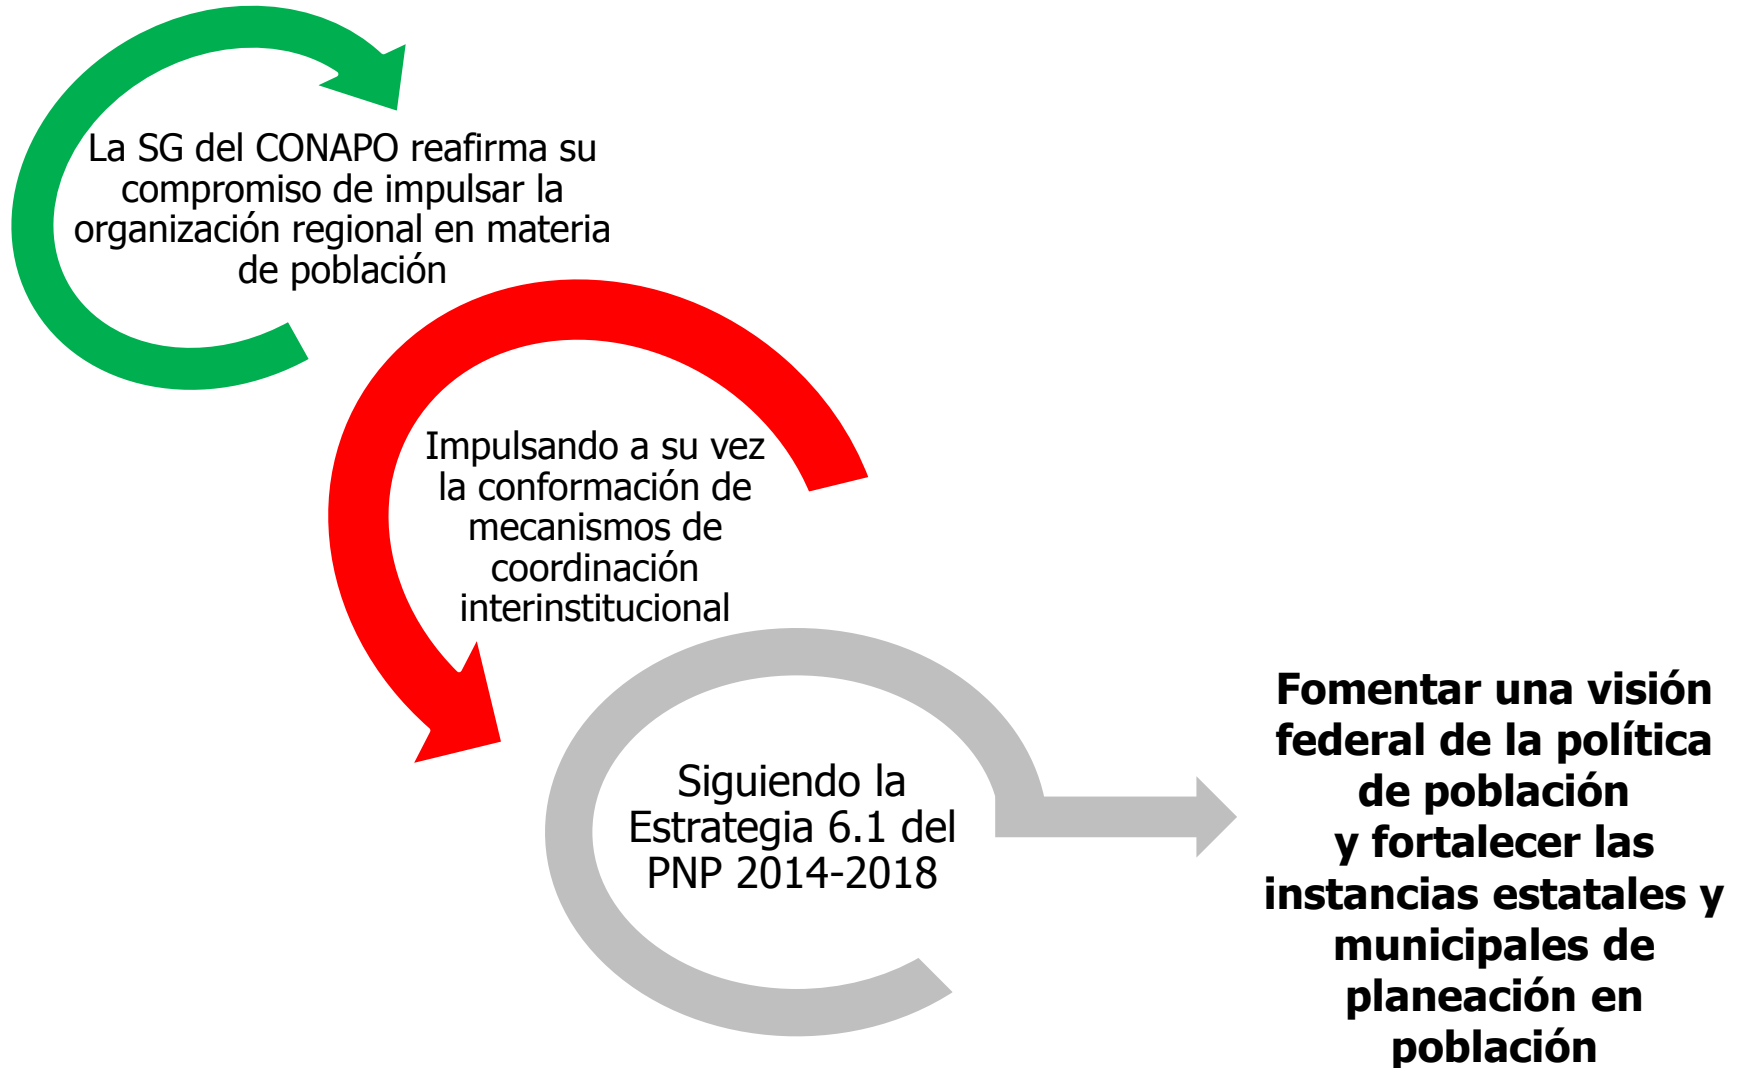 La SG del CONAPO reafirma su
compromiso de impulsar la
organización regional en materia
de población
Impulsando a su vez
la conformación de
mecanismos de
coordinación
interinstitucional
Siguiendo la
Estrategia 6.1 del
PNP 2014-2018
Fomentar una visión
federal de la política
de población
y fortalecer las
instancias estatales y
municipales de
planeación en
población